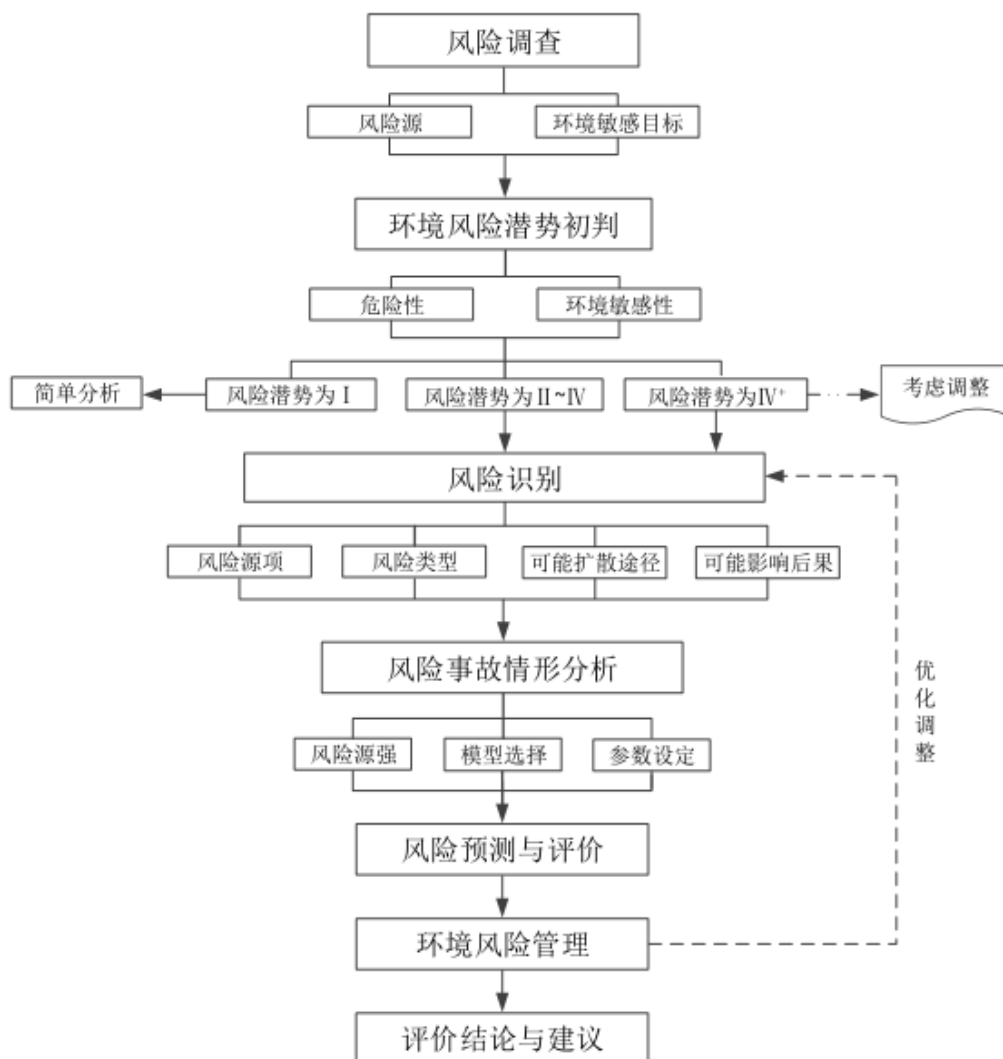 风险调查
风险源
环境敏感目标
环境风险潜势初判
危险性
环境敏感性
简单分析
风险潜势为Ⅰ
风险潜势为Ⅱ~Ⅳ
风险潜势为Ⅳ⁺
考虑调整
风险识别
风险源项
风险类型
可能扩散途径
可能影响后果
风险事故情形分析
优化调整
风险源强
模型选择
参数设定
风险预测与评价
环境风险管理
评价结论与建议